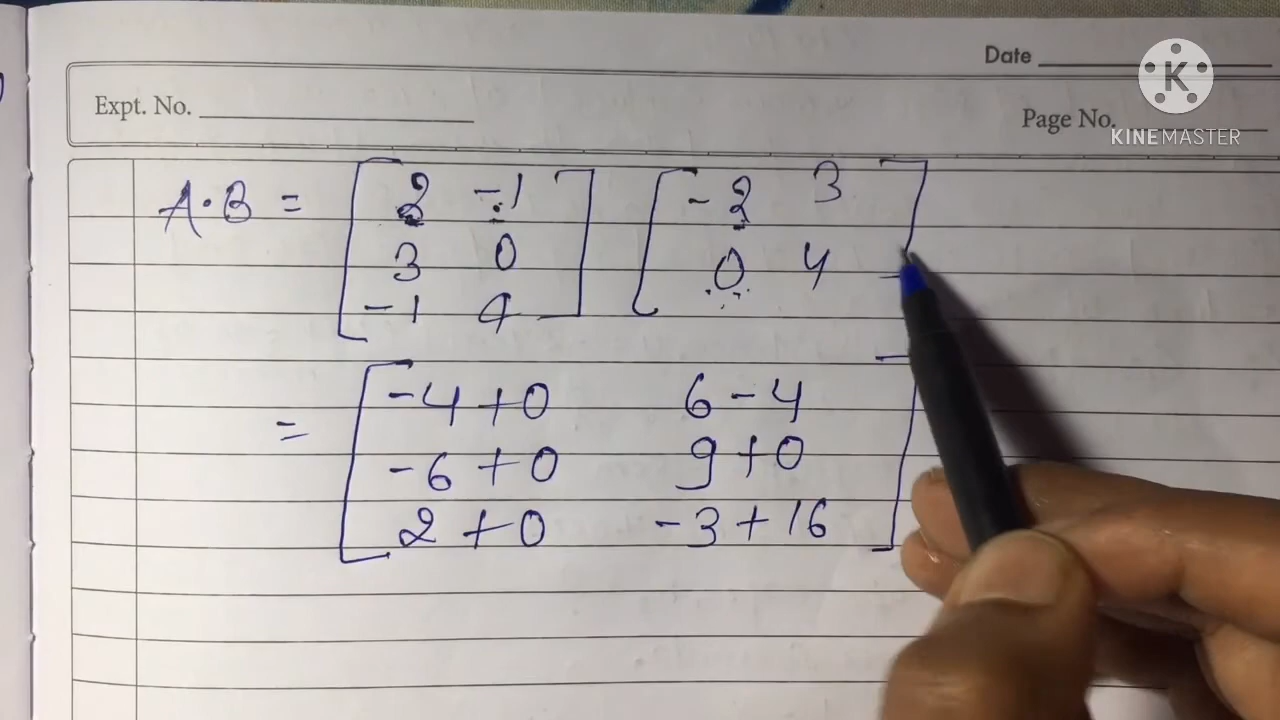 Date
K
Expt. No.
Page No.
KINEMASTER
A·B = [ 2 -1 ] [ -2 3 ]
3 0 0 4
-1 4
= [ -4+0 6-4 ]
-6+0 9+0
2+0 -3+16